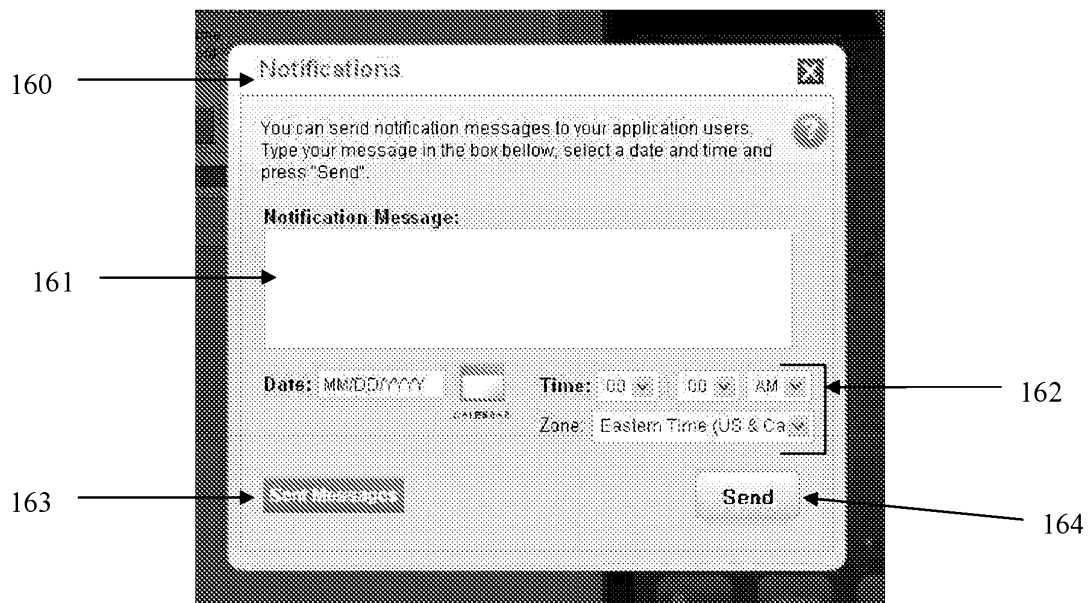 Notifications
160
You can send notification messages to your application users.
Type your message in the box bellow, select a date and time and
press "Send".
Notification Message:
161
Date: MM/DD/YYYY
CALENDAR
Time: 00 : 00 AM
162
Zone: Eastern Time (US & Ca
163
Sent Messages
Send
164